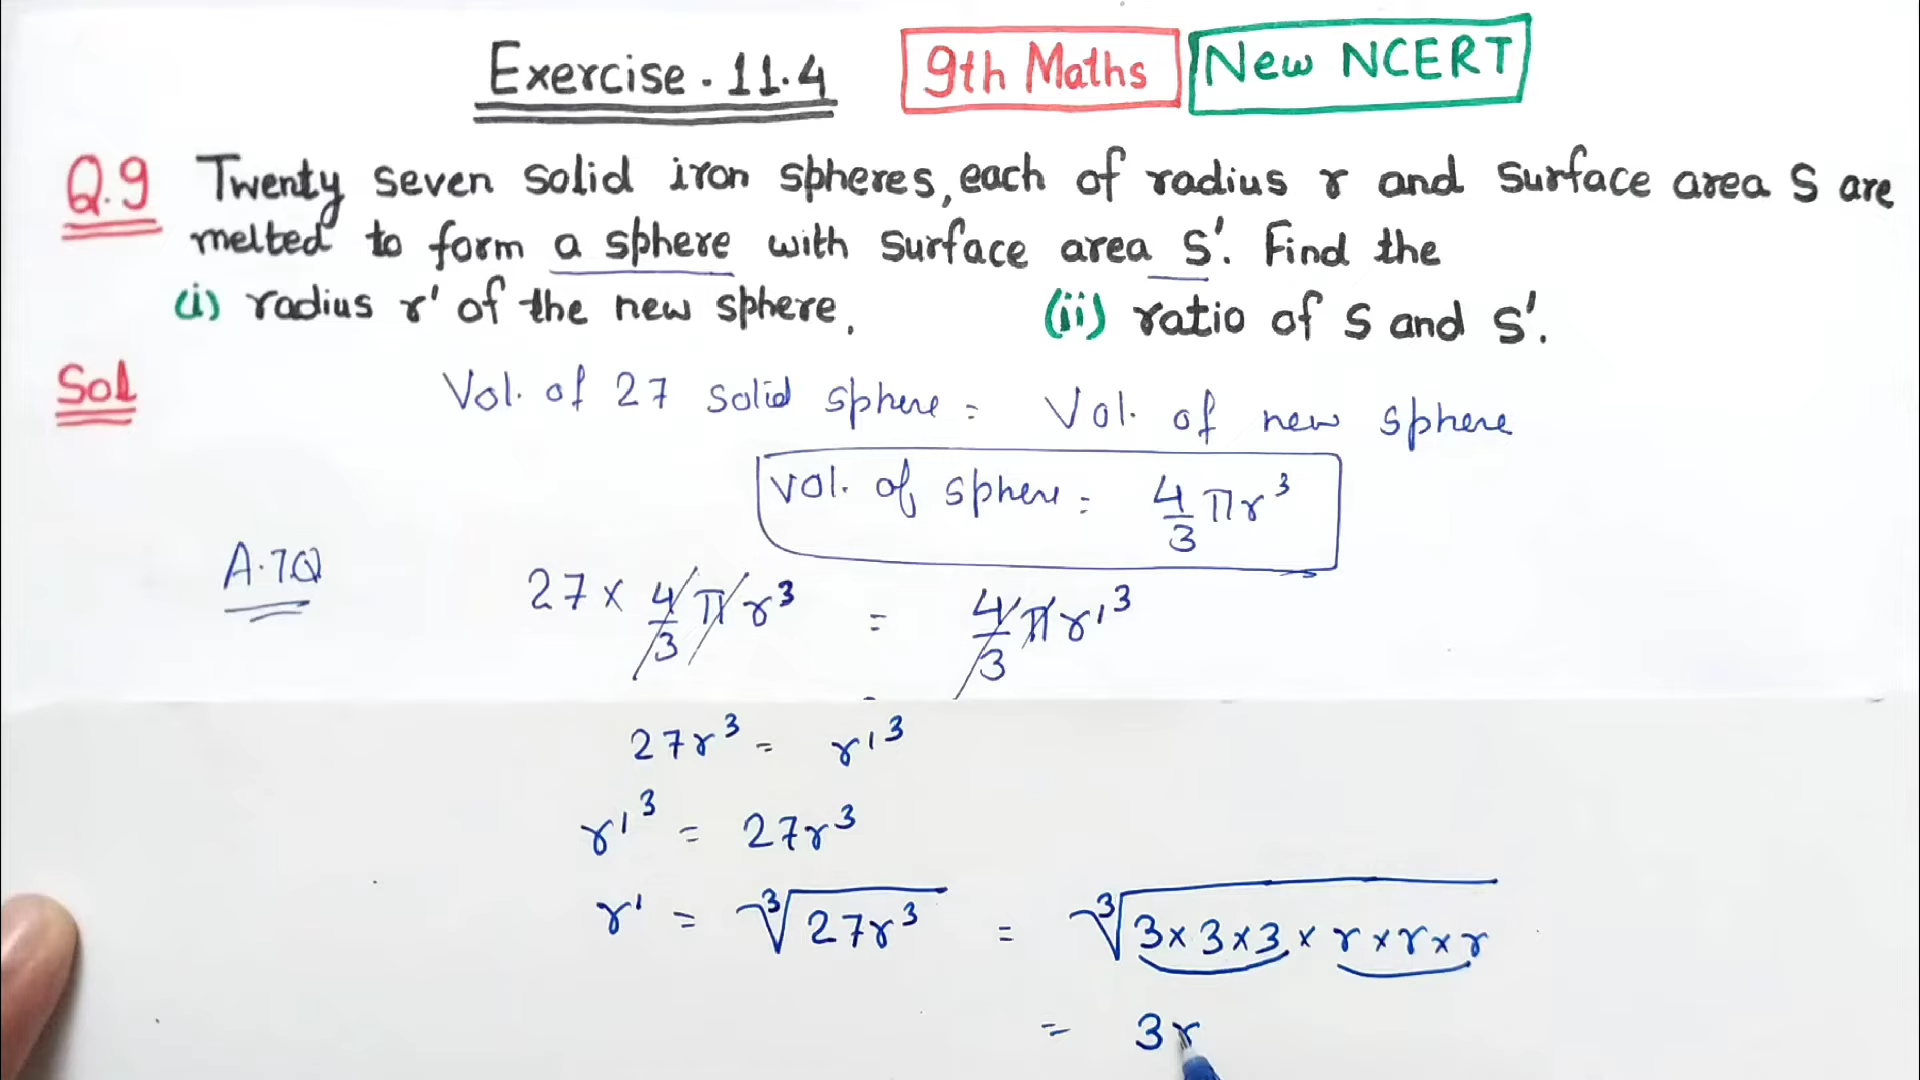 Exercise-11.4 9th Maths New NCERT
Q.9 Twenty seven solid iron spheres, each of radius r and surface area S are
melted to form a sphere with surface area S'. Find the
(i) radius r' of the new sphere. (ii) ratio of S and S'.
Sol Vol. of 27 solid sphere = Vol. of new sphere
Vol. of sphere = 4/3 πr³
A.TQ 27 × 4/3 πr³ = 4/3 πr'³
27r³ = r'³
r'³ = 27r³
r' = ∛27r³ = ∛3×3×3×r×r×r
= 3r